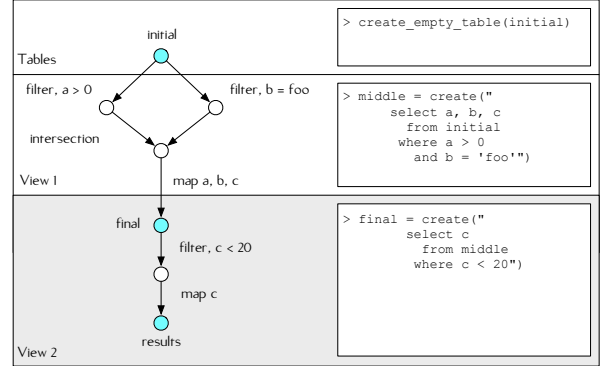 initial
Tables
> create_empty_table(initial)
filter, a > 0
filter, b = foo
intersection
View 1
map a, b, c
> middle = create("
select a, b, c
from initial
where a > 0
and b = 'foo'")
final
filter, c < 20
map c
results
View 2
> final = create("
select c
from middle
where c < 20")